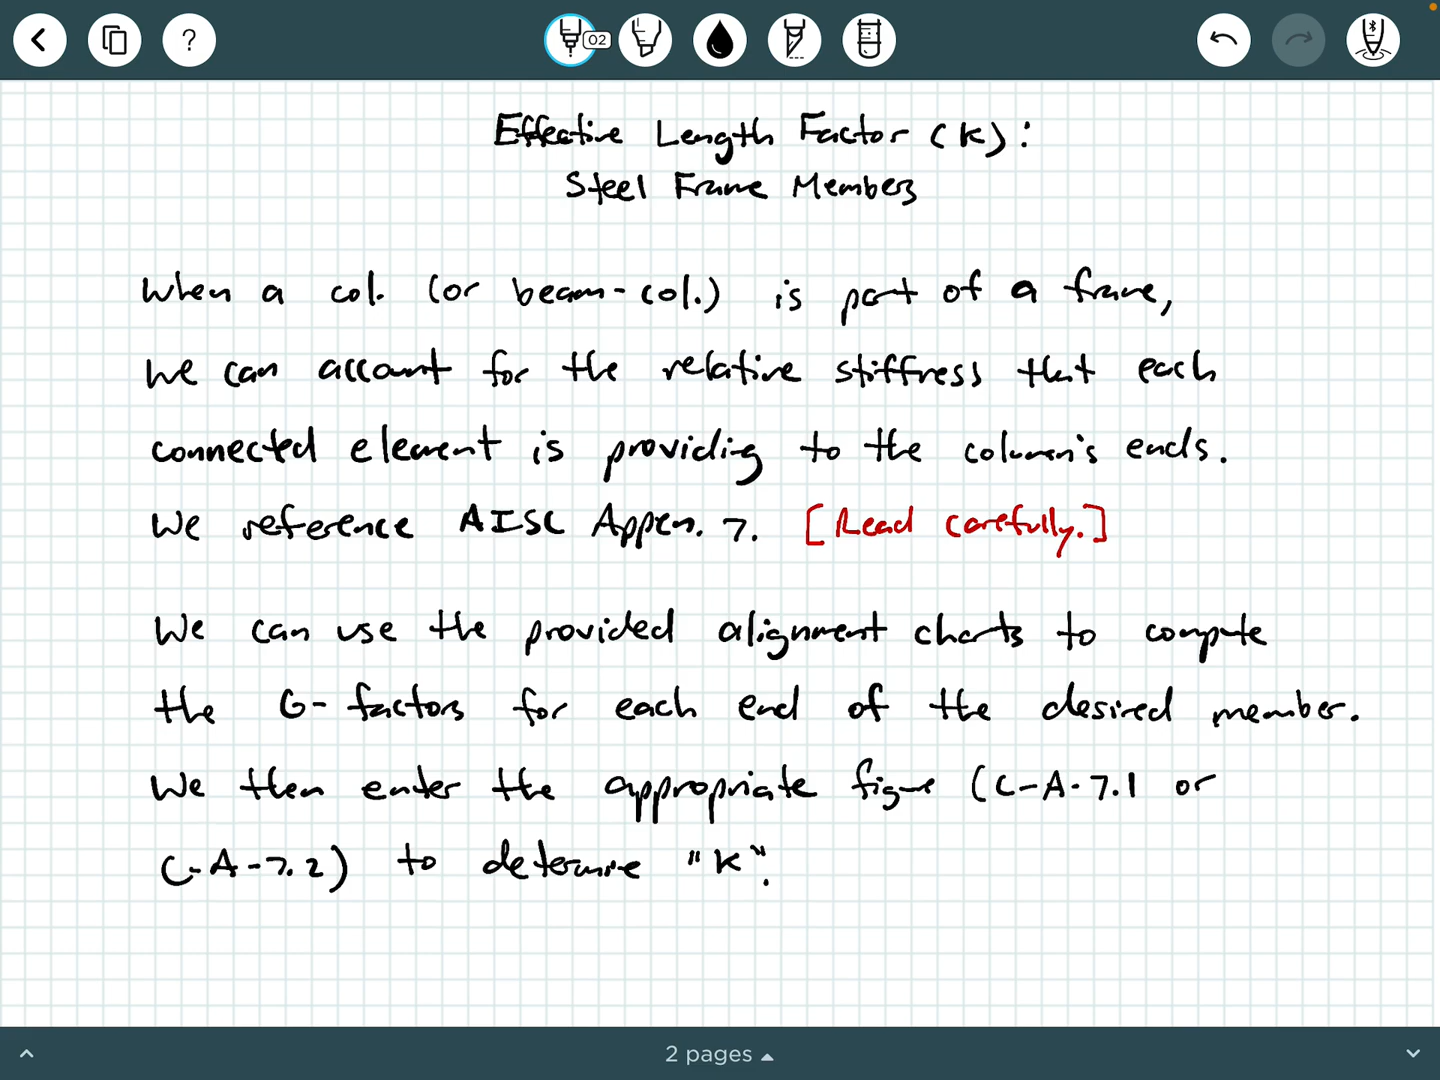 ? 02
Effective Length Factor (K):
Steel Frame Members
When a col. (or beam-col.) is part of a frame,
we can account for the relative stiffness that each
connected element is providing to the column's ends.
We reference AISC Appen. 7. [Read carefully.]
We can use the provided alignment charts to compute
the G-factors for each end of the desired member.
We then enter the appropriate figure (C-A-7.1 or
C-A-7.2) to determine "K".
2 pages